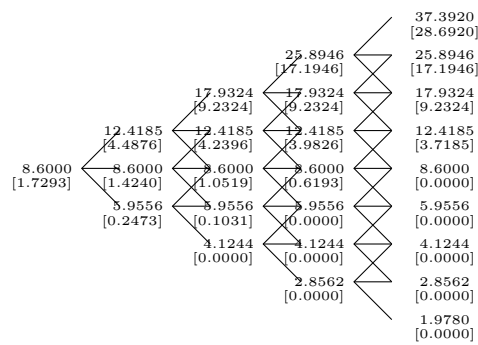 37.3920
[28.6920]
25.8946 25.8946
[17.1946] [17.1946]
17.9324 17.9324 17.9324
[9.2324] [9.2324] [9.2324]
12.4185 12.4185 12.4185 12.4185
[4.4876] [4.2396] [3.9826] [3.7185]
8.6000 8.6000 8.6000 8.6000 8.6000
[1.7293] [1.4240] [1.0519] [0.6193] [0.0000]
5.9556 5.9556 5.9556 5.9556
[0.2473] [0.1031] [0.0000] [0.0000]
4.1244 4.1244 4.1244
[0.0000] [0.0000] [0.0000]
2.8562 2.8562
[0.0000] [0.0000]
1.9780
[0.0000]